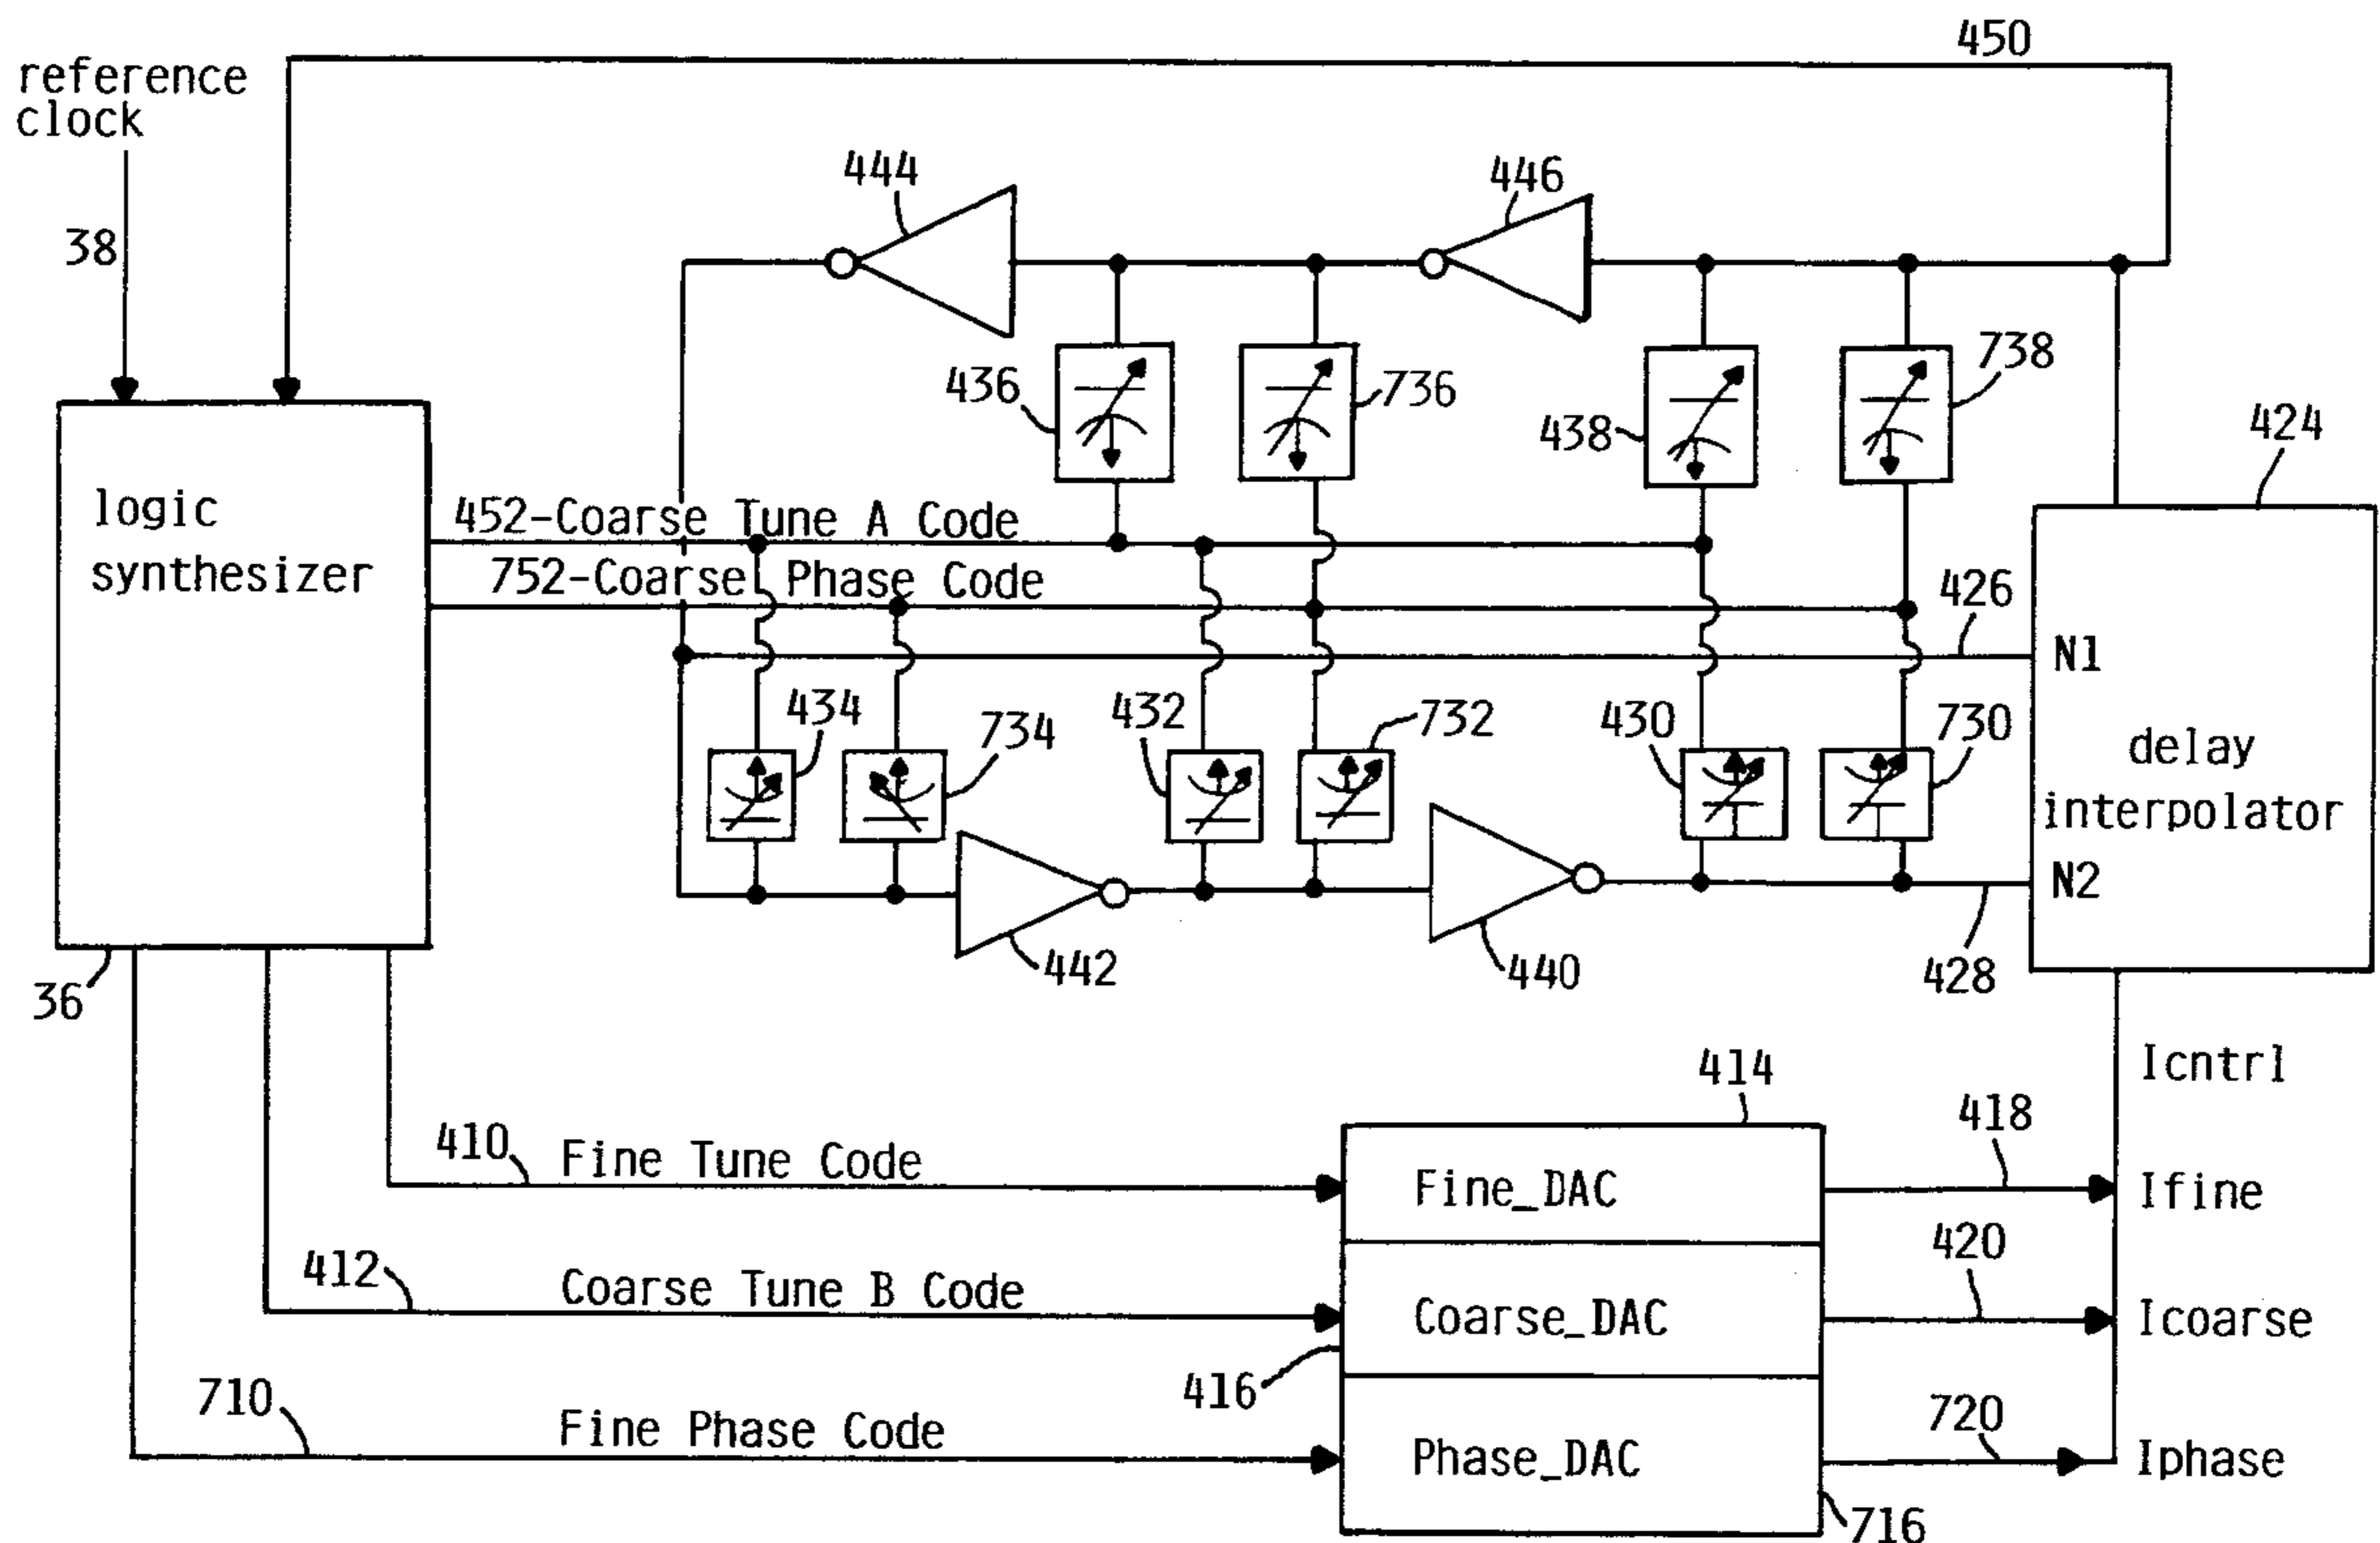 450
reference
clock
444
446
38
436
736
438
738
424
logic
synthesizer
452-Coarse Tune A Code
752-Coarse Phase Code
426
N1
434
734
432
732
430
730
delay
interpolator
N2
442
440
428
36
Icntrl
414
418
410
Fine Tune Code
Fine_DAC
Ifine
420
412
Coarse Tune B Code
Coarse_DAC
Icoarse
416
710
Fine Phase Code
Phase_DAC
720
Iphase
716